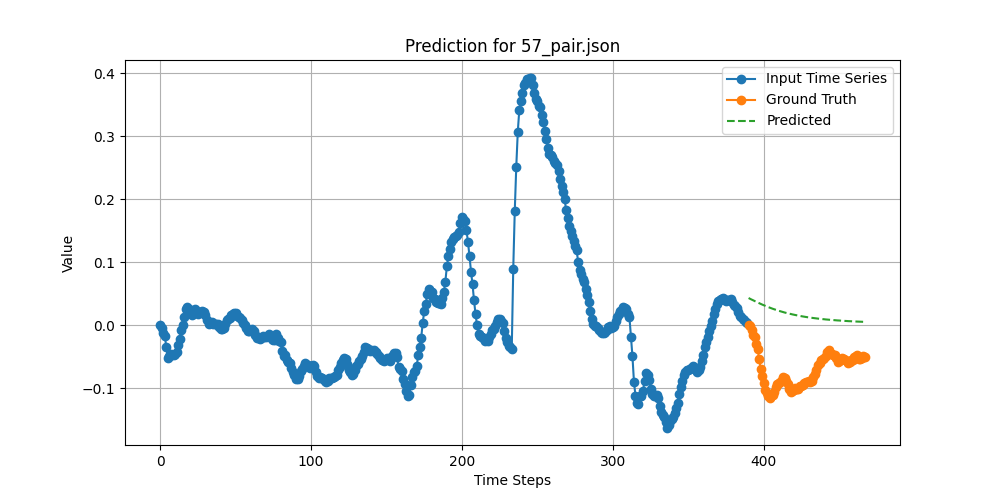 Prediction for 57_pair.json
Input Time Series
Ground Truth
Predicted
Value
0.4
0.3
0.2
0.1
0.0
−0.1
0 100 200 300 400
Time Steps